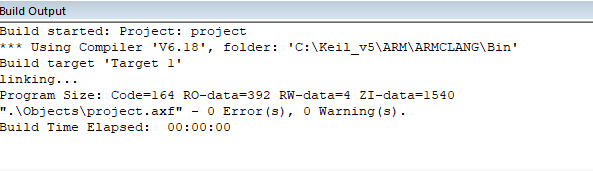 Build Output
Build started: Project: project
*** Using Compiler 'V6.18', folder: 'C:\Keil_v5\ARM\ARMCLANG\Bin'
Build target 'Target 1'
linking...
Program Size: Code=164 RO-data=392 RW-data=4 ZI-data=1540
".\Objects\project.axf" - 0 Error(s), 0 Warning(s).
Build Time Elapsed:  00:00:00